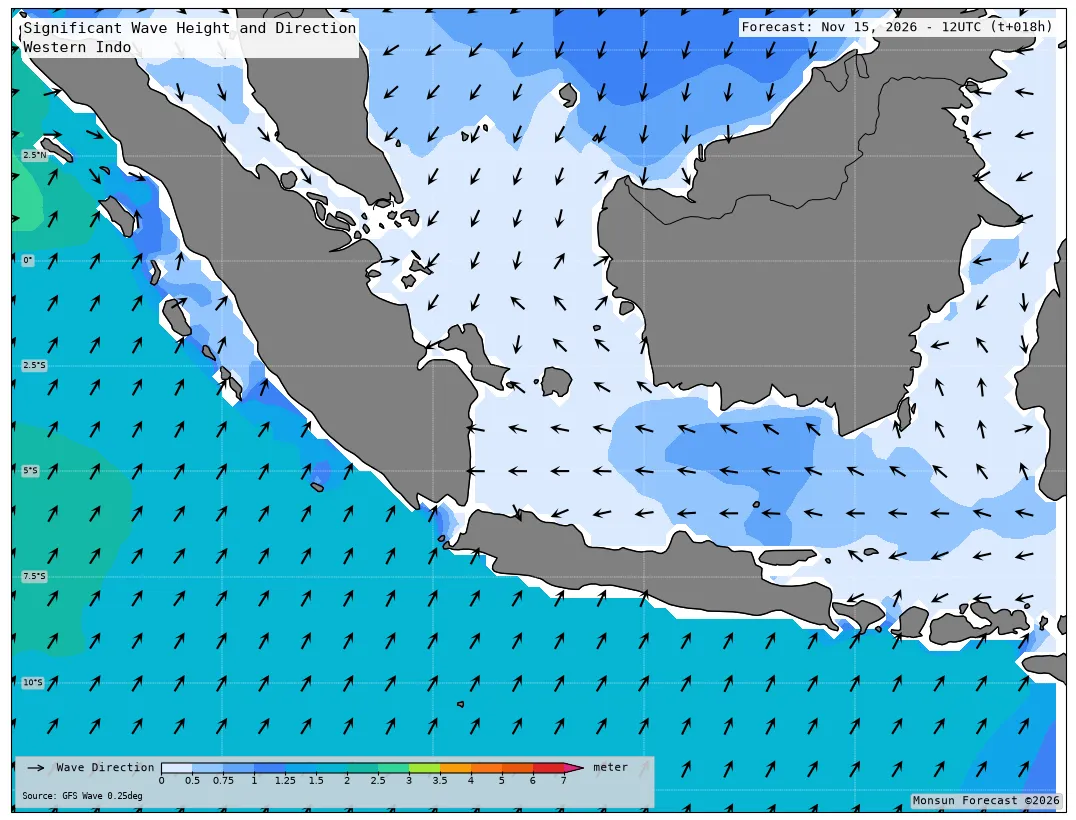 Significant Wave Height and Direction
Western Indo
Forecast: Nov 15, 2026 - 12UTC (t+018h)
2.5°N
0°
2.5°S
5°S
7.5°S
10°S
Wave Direction
meter
0 0.5 0.75 1 1.25 1.5 2 2.5 3 3.5 4 5 6 7
Source: GFS Wave 0.25deg
Monsun Forecast ©2026